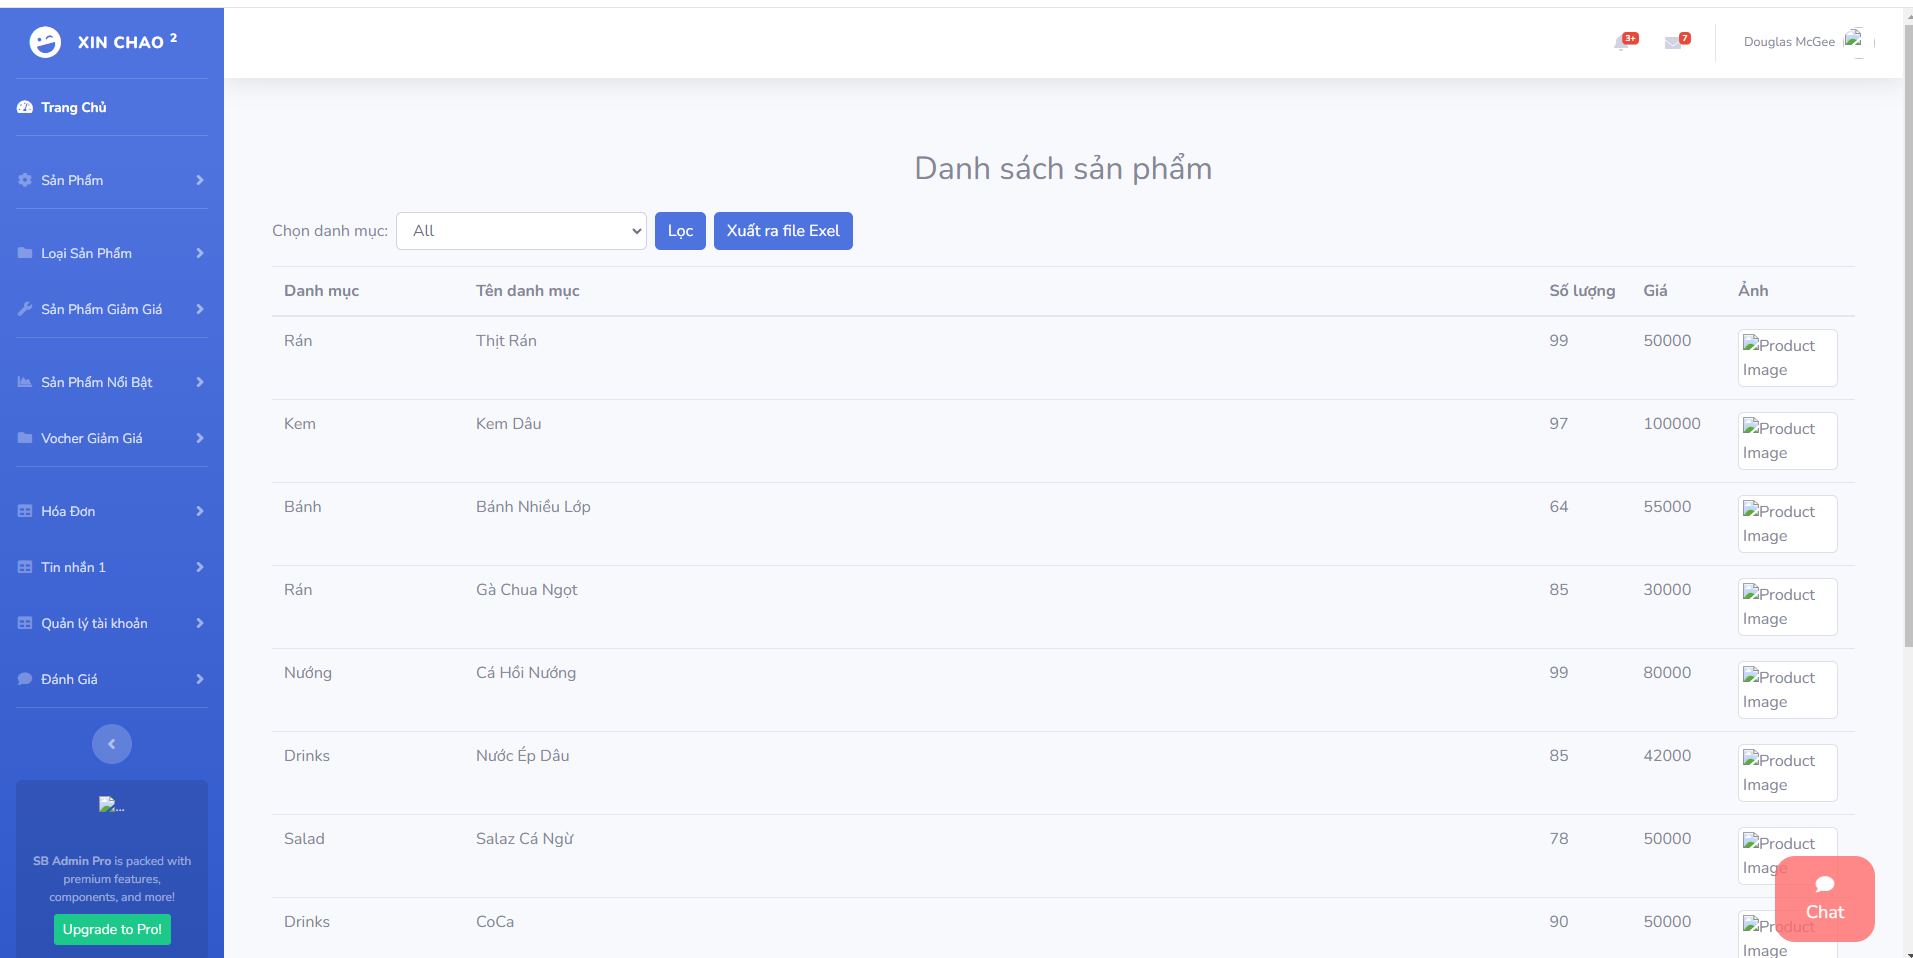 XIN CHAO 2
3+
7
Douglas McGee
Trang Chủ
Sản Phẩm
Loại Sản Phẩm
Sản Phẩm Giảm Giá
Sản Phẩm Nổi Bật
Vocher Giảm Giá
Hóa Đơn
Tin nhắn 1
Quản lý tài khoản
Đánh Giá
...
SB Admin Pro is packed with
premium features,
components, and more!
Upgrade to Pro!
Danh sách sản phẩm
Chọn danh mục: All Lọc Xuất ra file Exel
Danh mục Tên danh mục Số lượng Giá Ảnh
Rán Thịt Rán 99 50000 Product
Image
Kem Kem Dâu 97 100000 Product
Image
Bánh Bánh Nhiều Lớp 64 55000 Product
Image
Rán Gà Chua Ngọt 85 30000 Product
Image
Nướng Cá Hồi Nướng 99 80000 Product
Image
Drinks Nước Ép Dâu 85 42000 Product
Image
Salad Salaz Cá Ngừ 78 50000 Product
Image
Drinks CoCa 90 50000 Product
Image
Chat